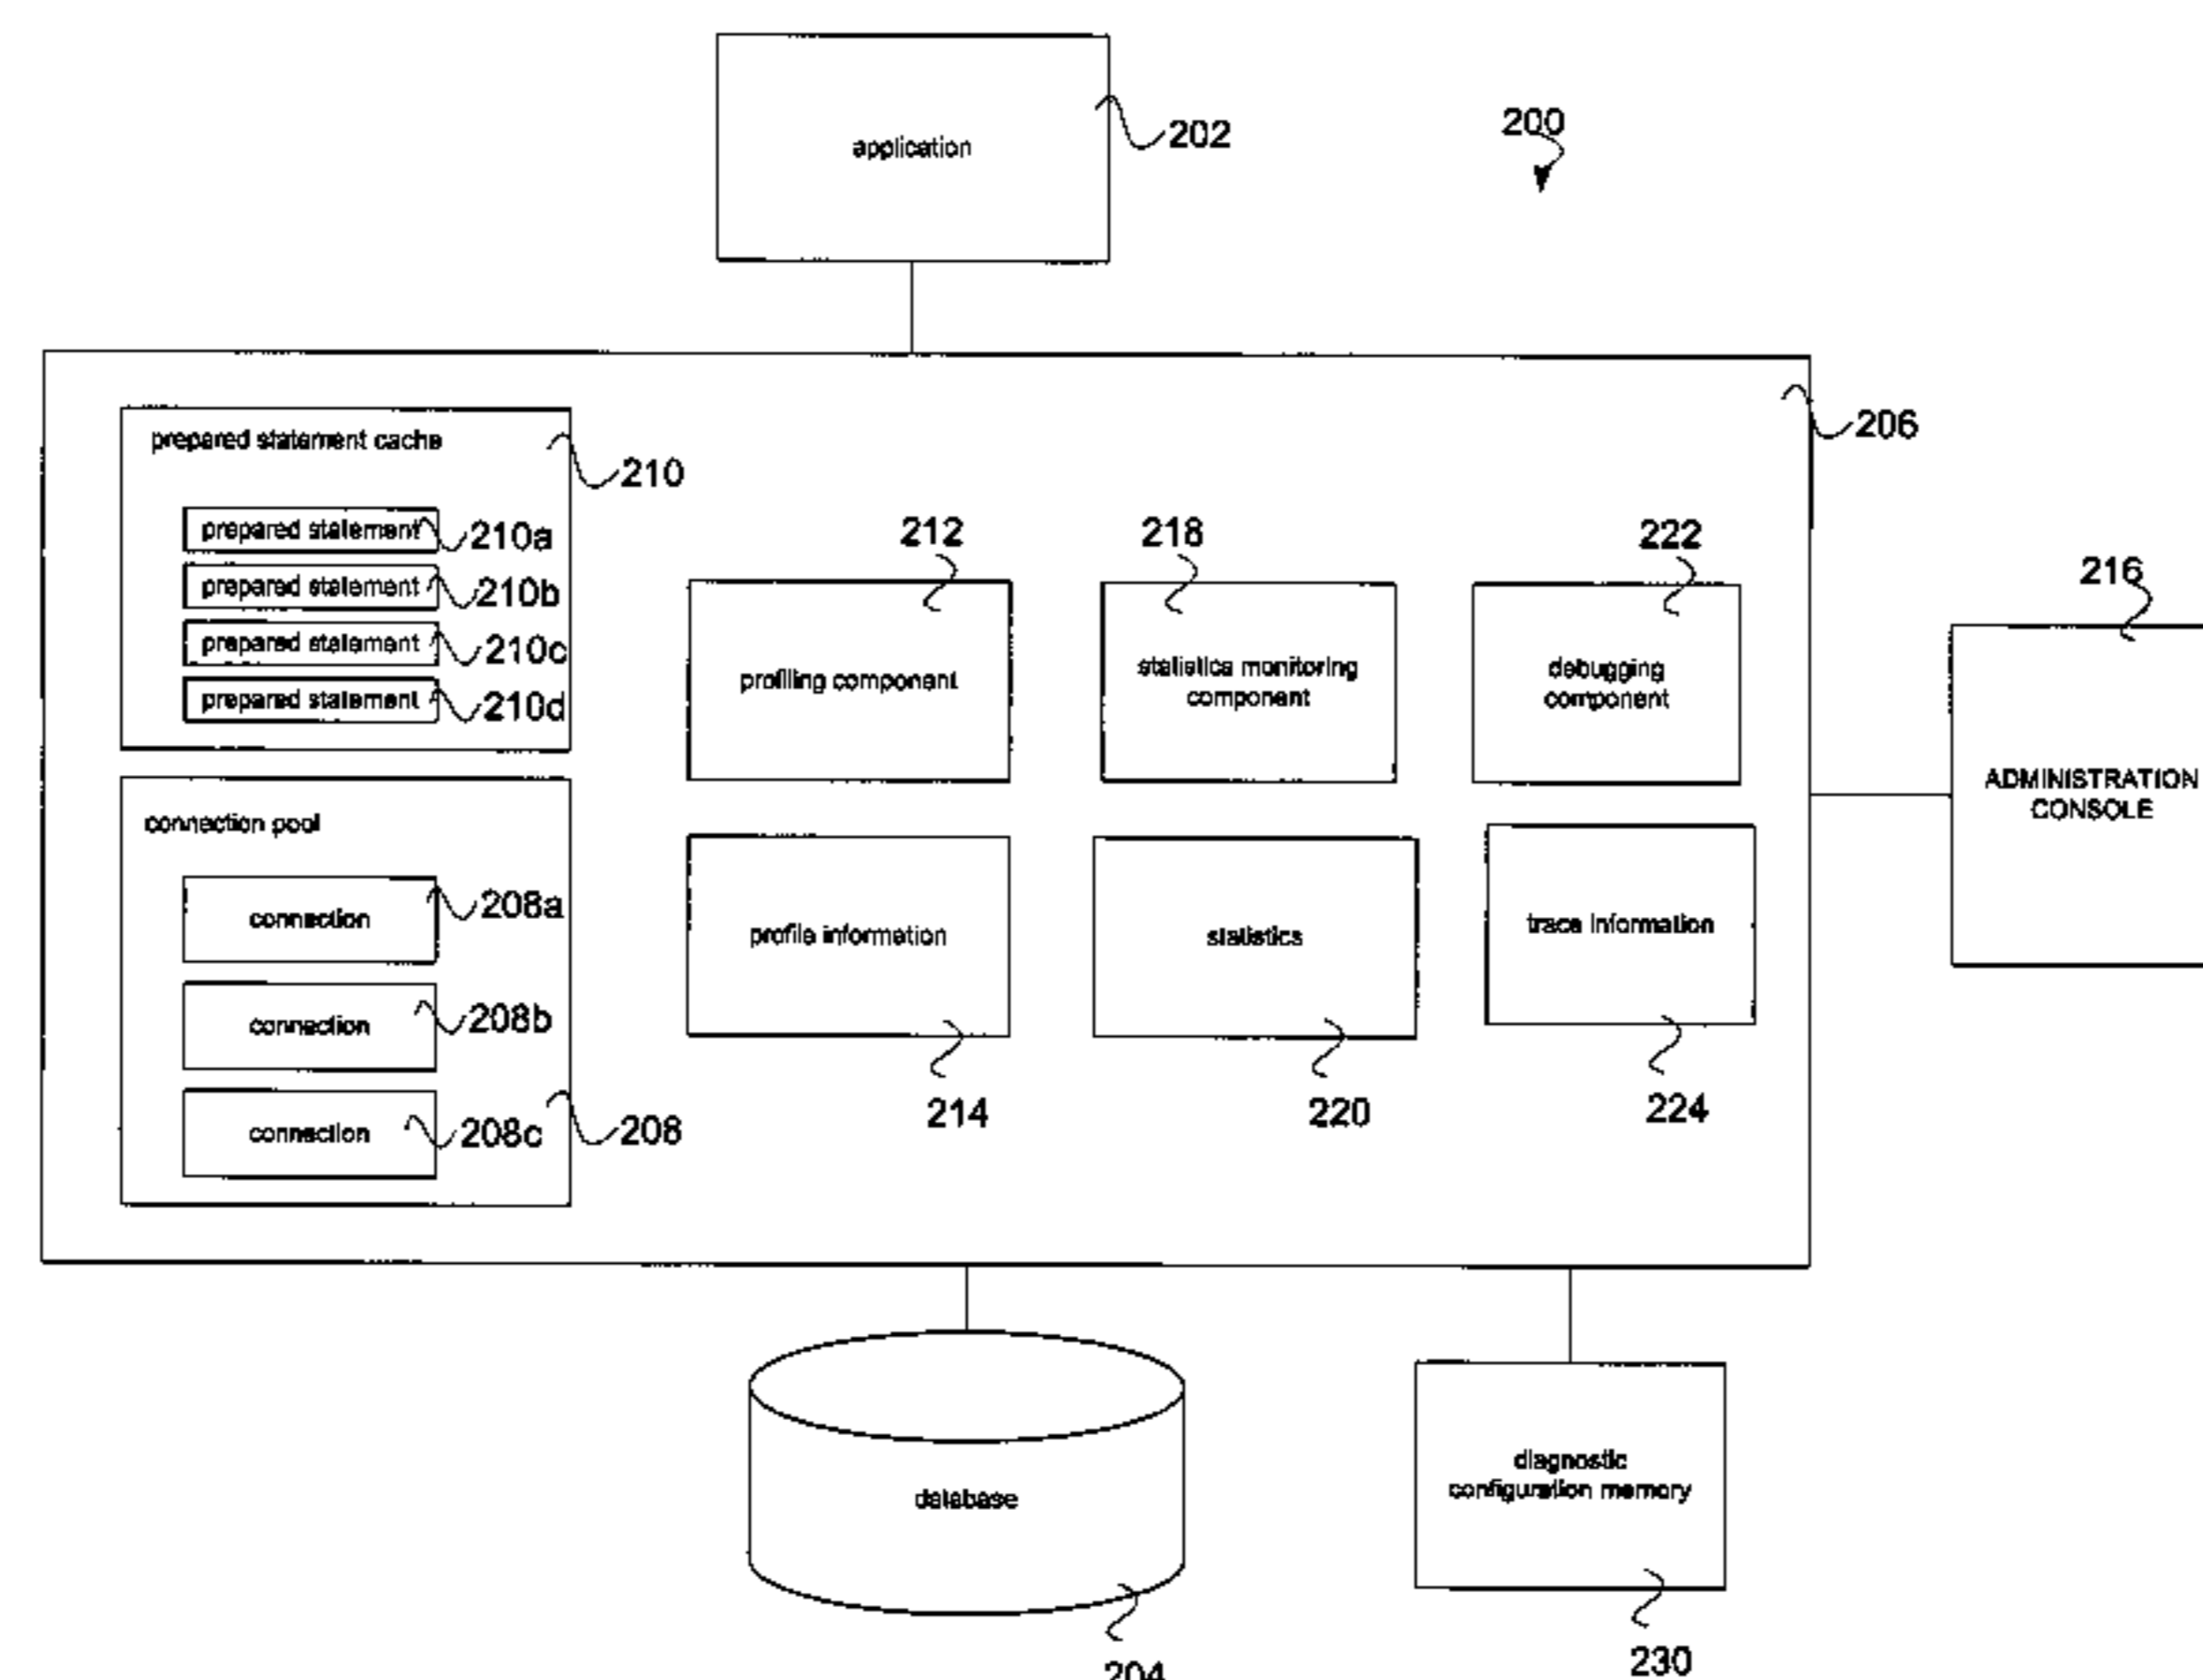 application
202
200
206
prepared statement cache
210
prepared statement
210a
prepared statement
210b
prepared statement
210c
prepared statement
210d
connection pool
connection
208a
connection
208b
connection
208c
208
212
profiling component
218
statistics monitoring
component
222
debugging
component
profile information
214
statistics
220
trace information
224
216
ADMINISTRATION
CONSOLE
database
204
diagnostic
configuration memory
230